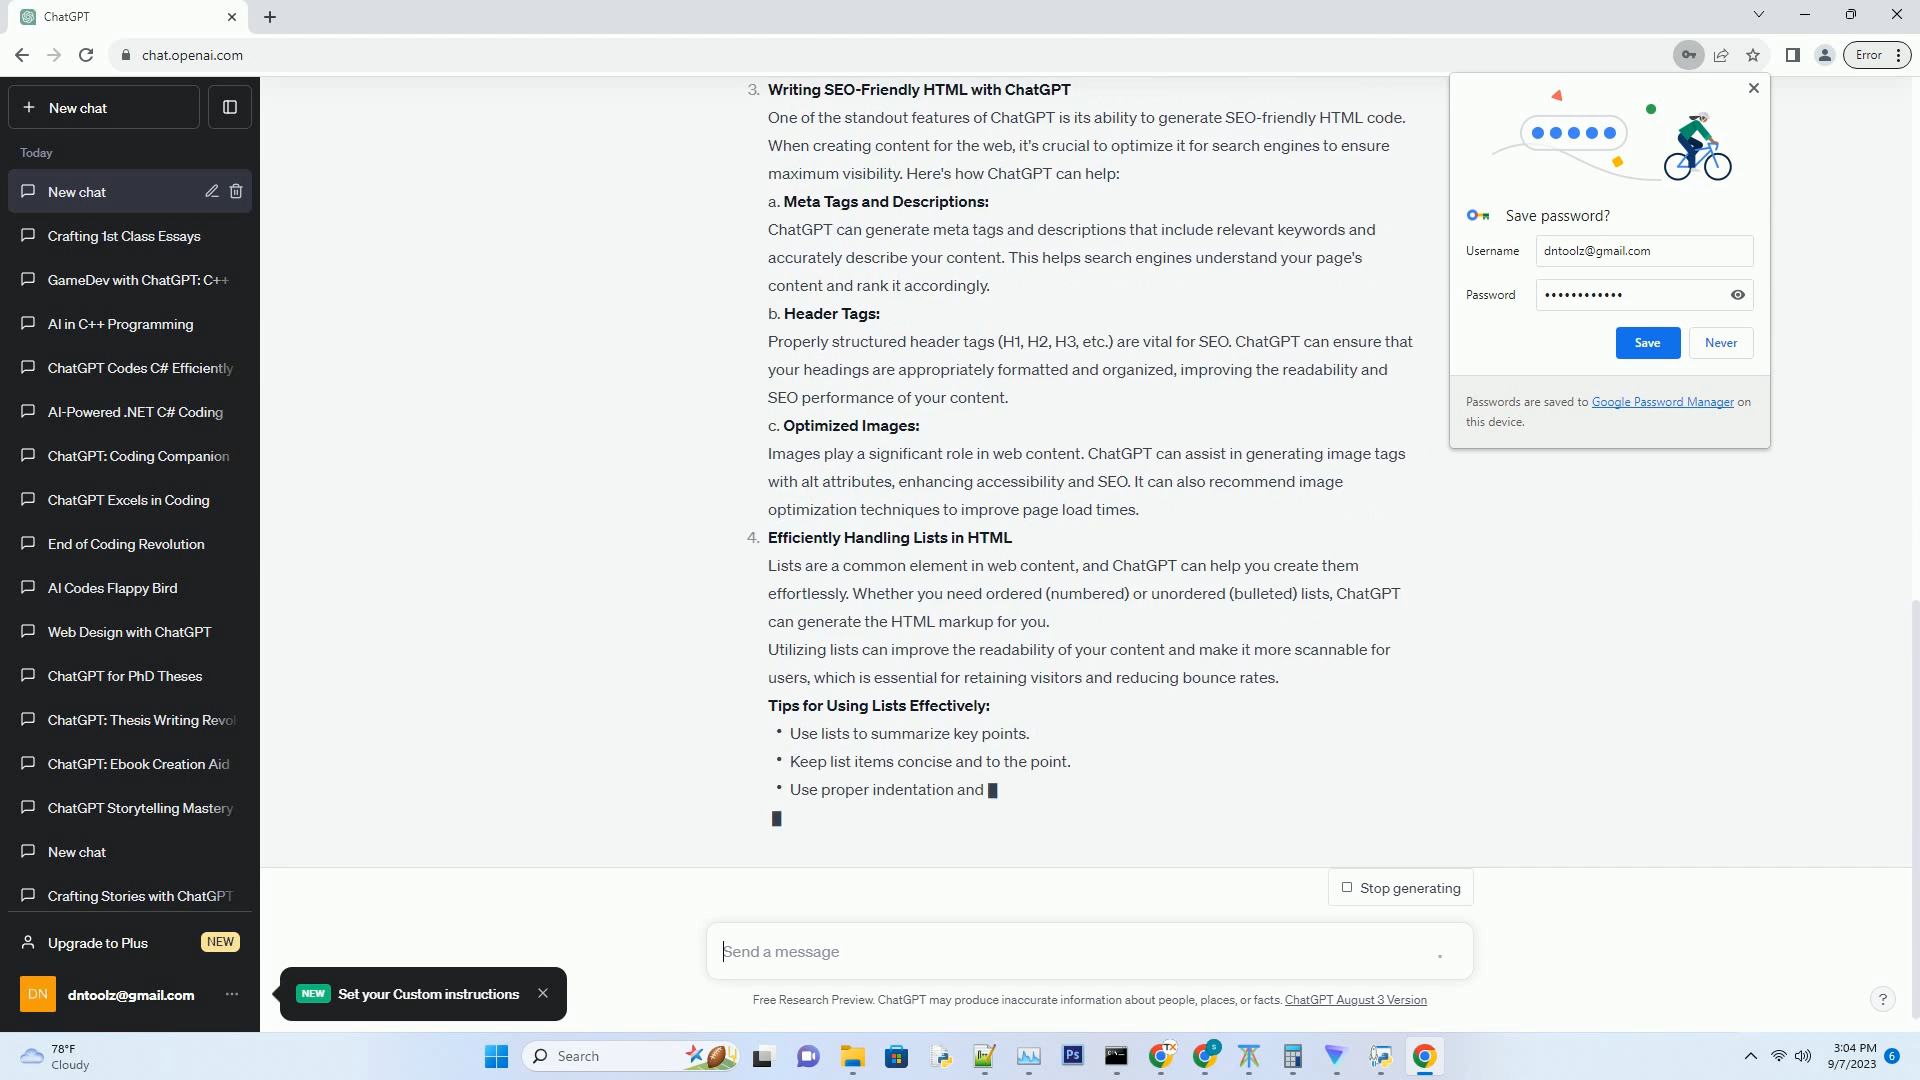 ChatGPT
chat.openai.com
Error
New chat
Today
New chat
Crafting 1st Class Essays
GameDev with ChatGPT: C++
AI in C++ Programming
ChatGPT Codes C# Efficiently
AI-Powered .NET C# Coding
ChatGPT: Coding Companion
ChatGPT Excels in Coding
End of Coding Revolution
AI Codes Flappy Bird
Web Design with ChatGPT
ChatGPT for PhD Theses
ChatGPT: Thesis Writing Revol
ChatGPT: Ebook Creation Aid
ChatGPT Storytelling Mastery
New chat
Crafting Stories with ChatGPT
Upgrade to Plus NEW
DN dntoolz@gmail.com
3. Writing SEO-Friendly HTML with ChatGPT
One of the standout features of ChatGPT is its ability to generate SEO-friendly HTML code.
When creating content for the web, it's crucial to optimize it for search engines to ensure
maximum visibility. Here's how ChatGPT can help:
a. Meta Tags and Descriptions:
ChatGPT can generate meta tags and descriptions that include relevant keywords and
accurately describe your content. This helps search engines understand your page's
content and rank it accordingly.
b. Header Tags:
Properly structured header tags (H1, H2, H3, etc.) are vital for SEO. ChatGPT can ensure that
your headings are appropriately formatted and organized, improving the readability and
SEO performance of your content.
c. Optimized Images:
Images play a significant role in web content. ChatGPT can assist in generating image tags
with alt attributes, enhancing accessibility and SEO. It can also recommend image
optimization techniques to improve page load times.
4. Efficiently Handling Lists in HTML
Lists are a common element in web content, and ChatGPT can help you create them
effortlessly. Whether you need ordered (numbered) or unordered (bulleted) lists, ChatGPT
can generate the HTML markup for you.
Utilizing lists can improve the readability of your content and make it more scannable for
users, which is essential for retaining visitors and reducing bounce rates.
Tips for Using Lists Effectively:
• Use lists to summarize key points.
• Keep list items concise and to the point.
• Use proper indentation and
Stop generating
Send a message
Free Research Preview. ChatGPT may produce inaccurate information about people, places, or facts. ChatGPT August 3 Version
NEW Set your Custom instructions
?
Save password?
Username dntoolz@gmail.com
Password ••••••••••••
Save Never
Passwords are saved to Google Password Manager on
this device.
78°F
Cloudy
Search
Ps
TX
S
3:04 PM
9/7/2023
6